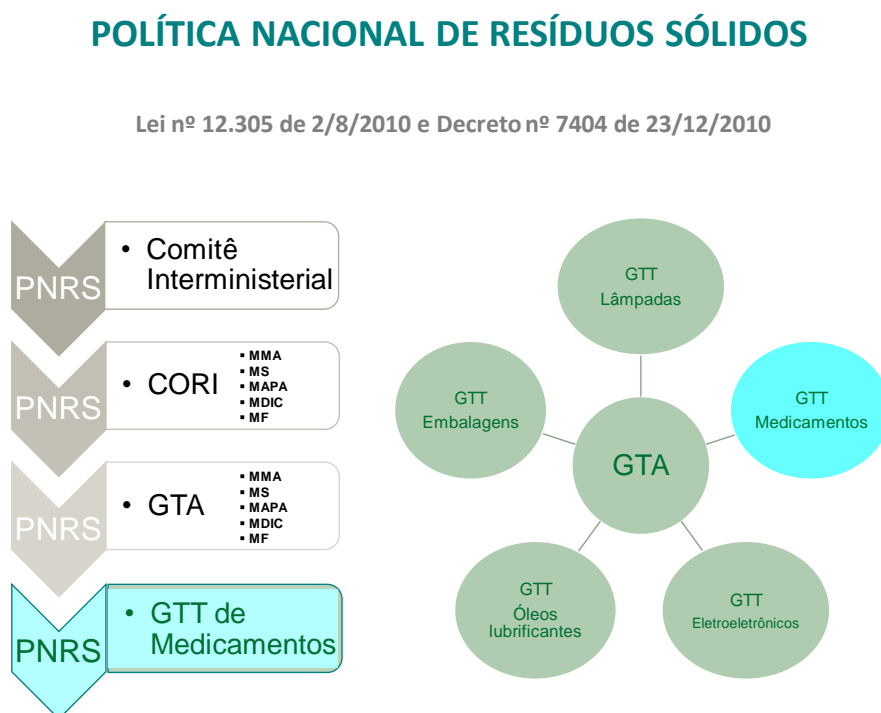 POLÍTICA NACIONAL DE RESÍDUOS SÓLIDOS
Lei nº 12.305 de 2/8/2010 e Decreto nº 7404 de 23/12/2010
PNRS
• Comitê
Interministerial
PNRS
• CORI
▪ MMA
▪ MS
▪ MAPA
▪ MDIC
▪ MF
PNRS
• GTA
▪ MMA
▪ MS
▪ MAPA
▪ MDIC
▪ MF
PNRS
• GTT de
Medicamentos
GTT
Lâmpadas
GTT
Embalagens
GTT
Medicamentos
GTA
GTT
Óleos
lubrificantes
GTT
Eletroeletrônicos